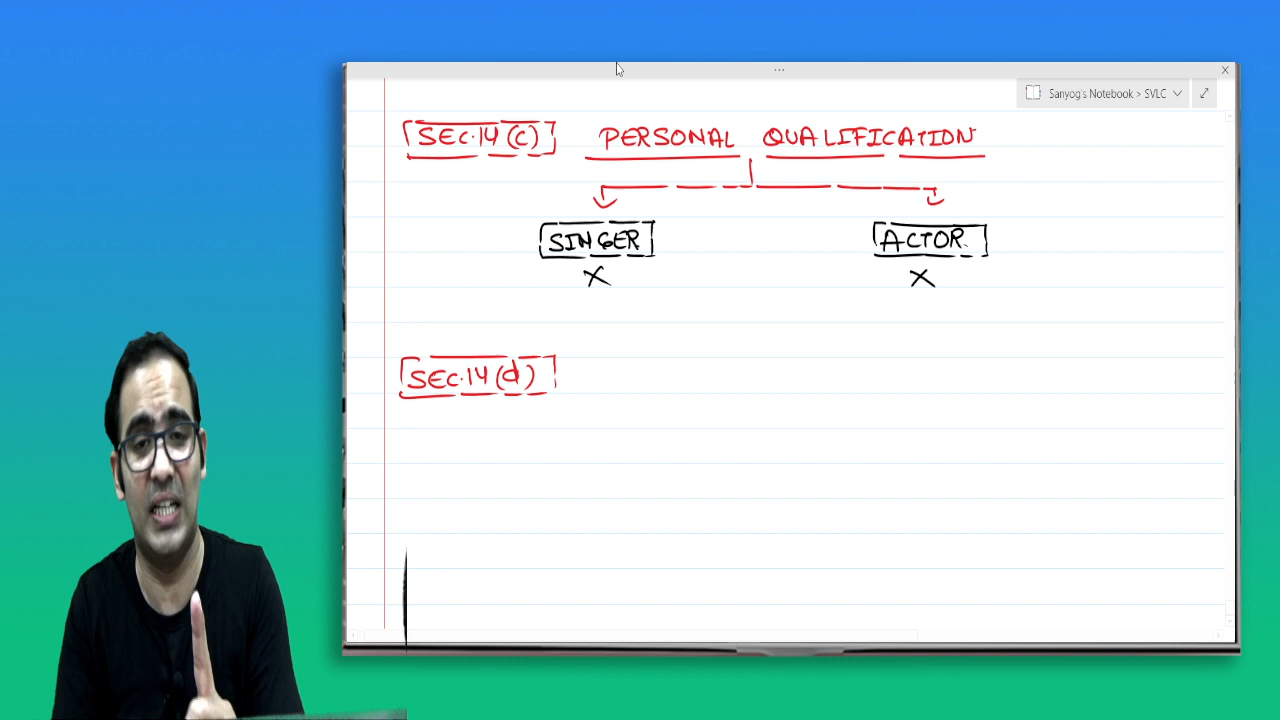 Sanyog's Notebook > SVLC
SEC.14(C) PERSONAL QUALIFICATION
SINGER ACTOR.
X X
SEC.14(d)